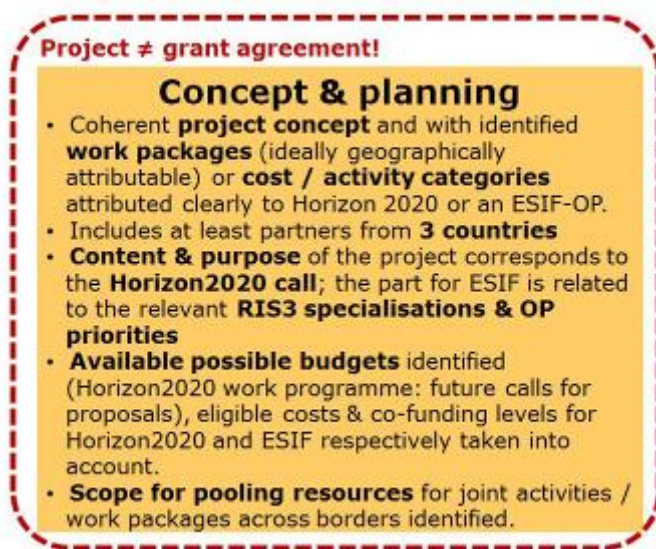 Project ≠ grant agreement!
Concept & planning
• Coherent project concept and with identified
work packages (ideally geographically
attributable) or cost / activity categories
attributed clearly to Horizon 2020 or an ESIF-OP.
• Includes at least partners from 3 countries
• Content & purpose of the project corresponds to
the Horizon2020 call; the part for ESIF is related
to the relevant RIS3 specialisations & OP
priorities
• Available possible budgets identified
(Horizon2020 work programme: future calls for
proposals), eligible costs & co-funding levels for
Horizon2020 and ESIF respectively taken into
account.
• Scope for pooling resources for joint activities /
work packages across borders identified.